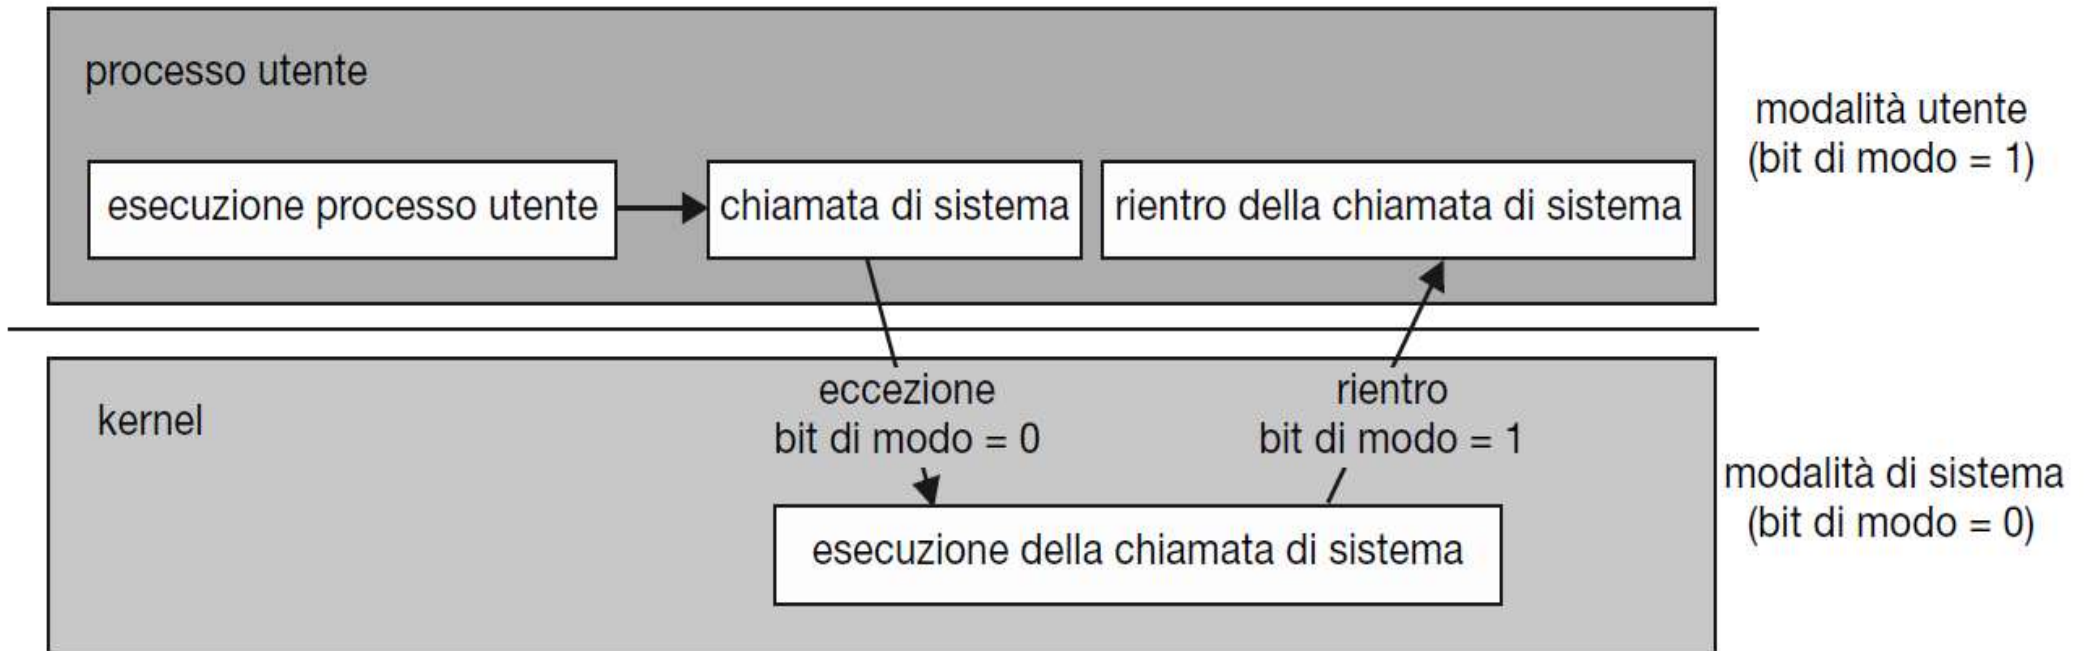 processo utente
modalità utente
(bit di modo = 1)
esecuzione processo utente
chiamata di sistema
rientro della chiamata di sistema
kernel
eccezione
bit di modo = 0
rientro
bit di modo = 1
modalità di sistema
(bit di modo = 0)
esecuzione della chiamata di sistema